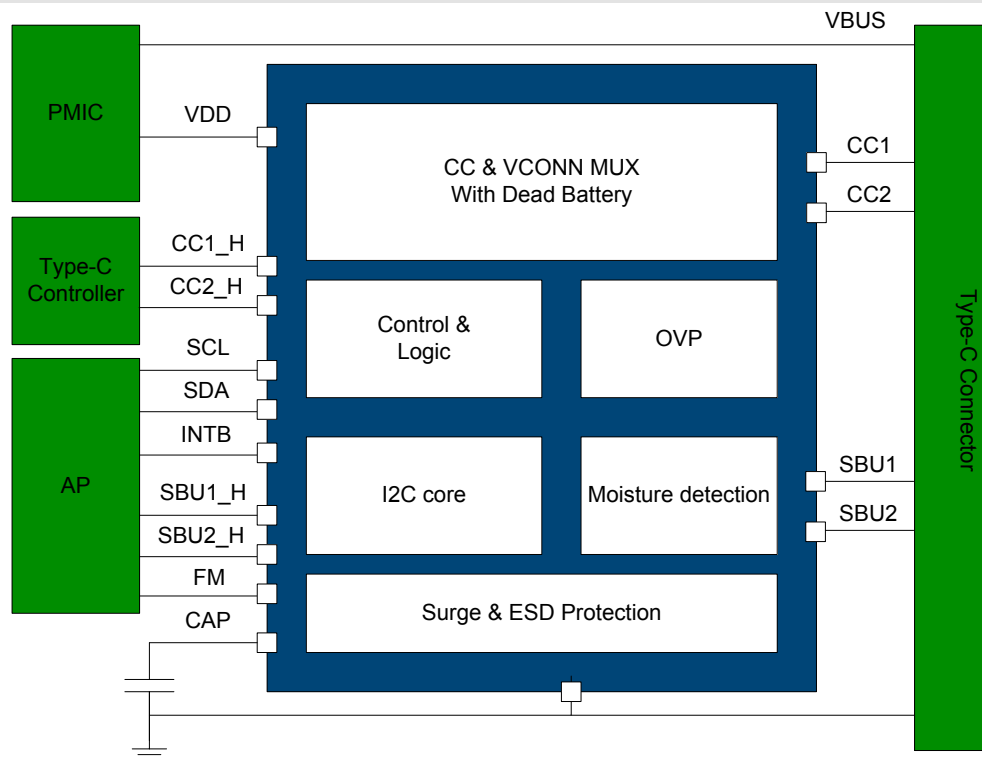 VBUS
PMIC
VDD
CC & VCONN MUX
With Dead Battery
CC1
CC2
Type-C
Controller
CC1_H
CC2_H
Control &
Logic
OVP
Type-C Connector
SCL
SDA
INTB
AP
SBU1_H
SBU2_H
FM
CAP
I2C core
Moisture detection
SBU1
SBU2
Surge & ESD Protection